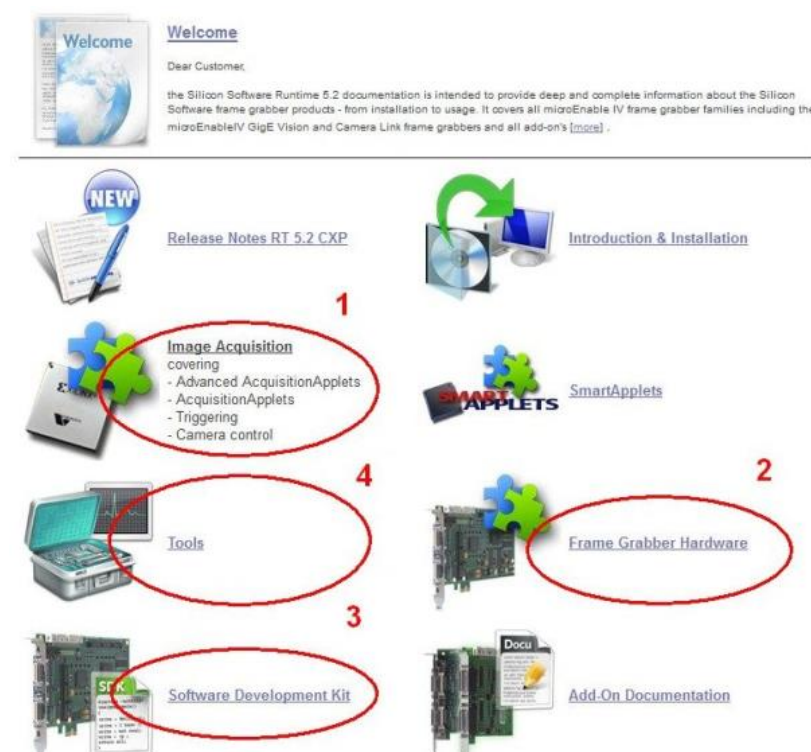 Welcome
Welcome
Dear Customer,
the Silicon Software Runtime 5.2 documentation is intended to provide deep and complete information about the Silicon
Software frame grabber products - from installation to usage. It covers all microEnable IV frame grabber families including the
microEnableIV GigE Vision and Camera Link frame grabbers and all add-on's [more] .
NEW
Release Notes RT 5.2 CXP
Introduction & Installation
1
Image Acquisition
covering
- Advanced AcquisitionApplets
- AcquisitionApplets
- Triggering
- Camera control
SMART
APPLETS
SmartApplets
4
Tools
2
Frame Grabber Hardware
3
SDK
Software Development Kit
Docu
Add-On Documentation